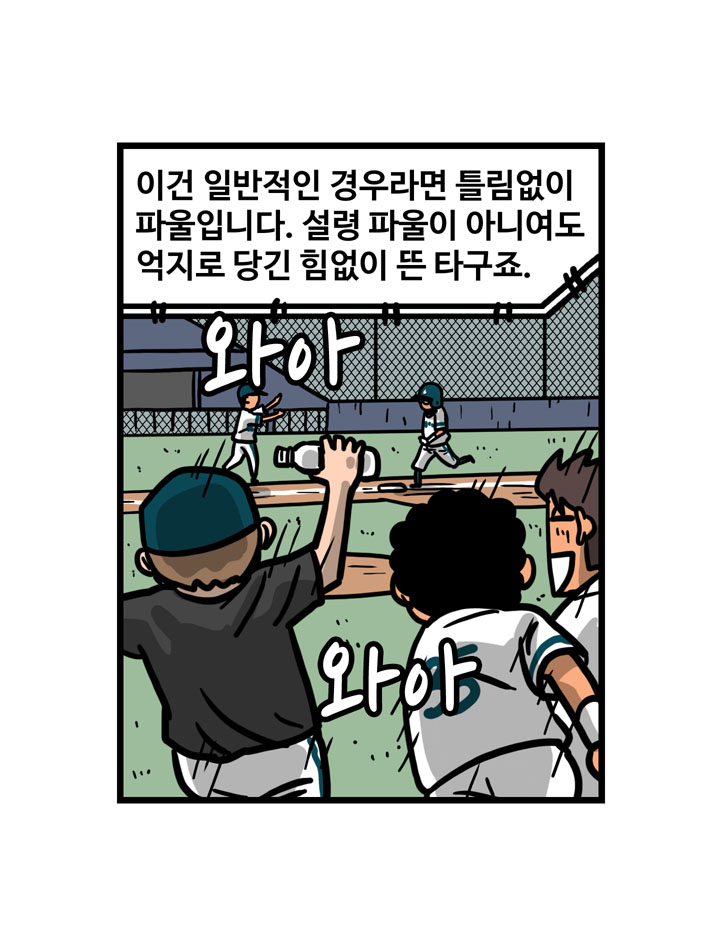 이건 일반적인 경우라면 틀림없이
파울입니다. 설령 파울이 아니여도
억지로 당긴 힘없이 뜬 타구죠.
와아
와아